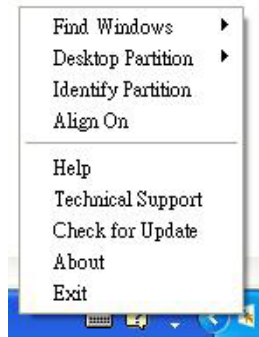 Find Windows
Desktop Partition
Identify Partition
Align On
Help
Technical Support
Check for Update
About
Exit